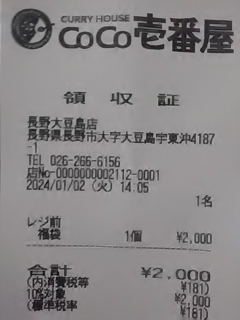 CURRY HOUSE
CoCo壱番屋
領収証
長野大豆島店
長野県長野市大字大豆島宇東沖4187
-1
TEL 026-266-6156
店No-0000000002112-0001
2024/01/02 (火) 14:05
1名
レジ前
福袋 1個 ¥2,000
合計 ¥2,000
(内消費税等 ¥181)
10%対象 ¥2,000
(標準税率 ¥181)